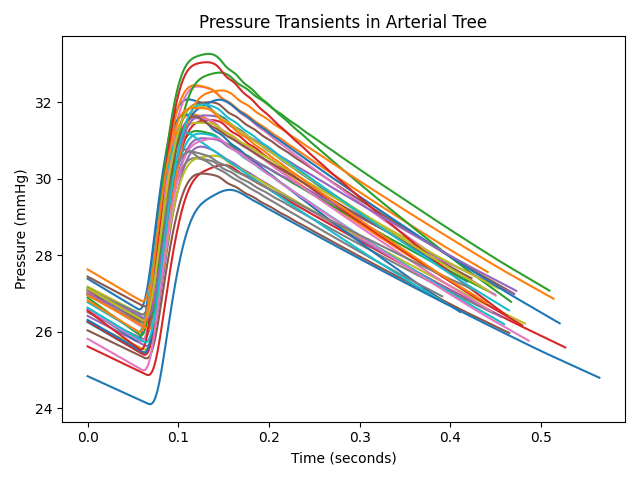 Pressure Transients in Arterial Tree
Pressure (mmHg)
32
30
28
26
24
0.0 0.1 0.2 0.3 0.4 0.5
Time (seconds)